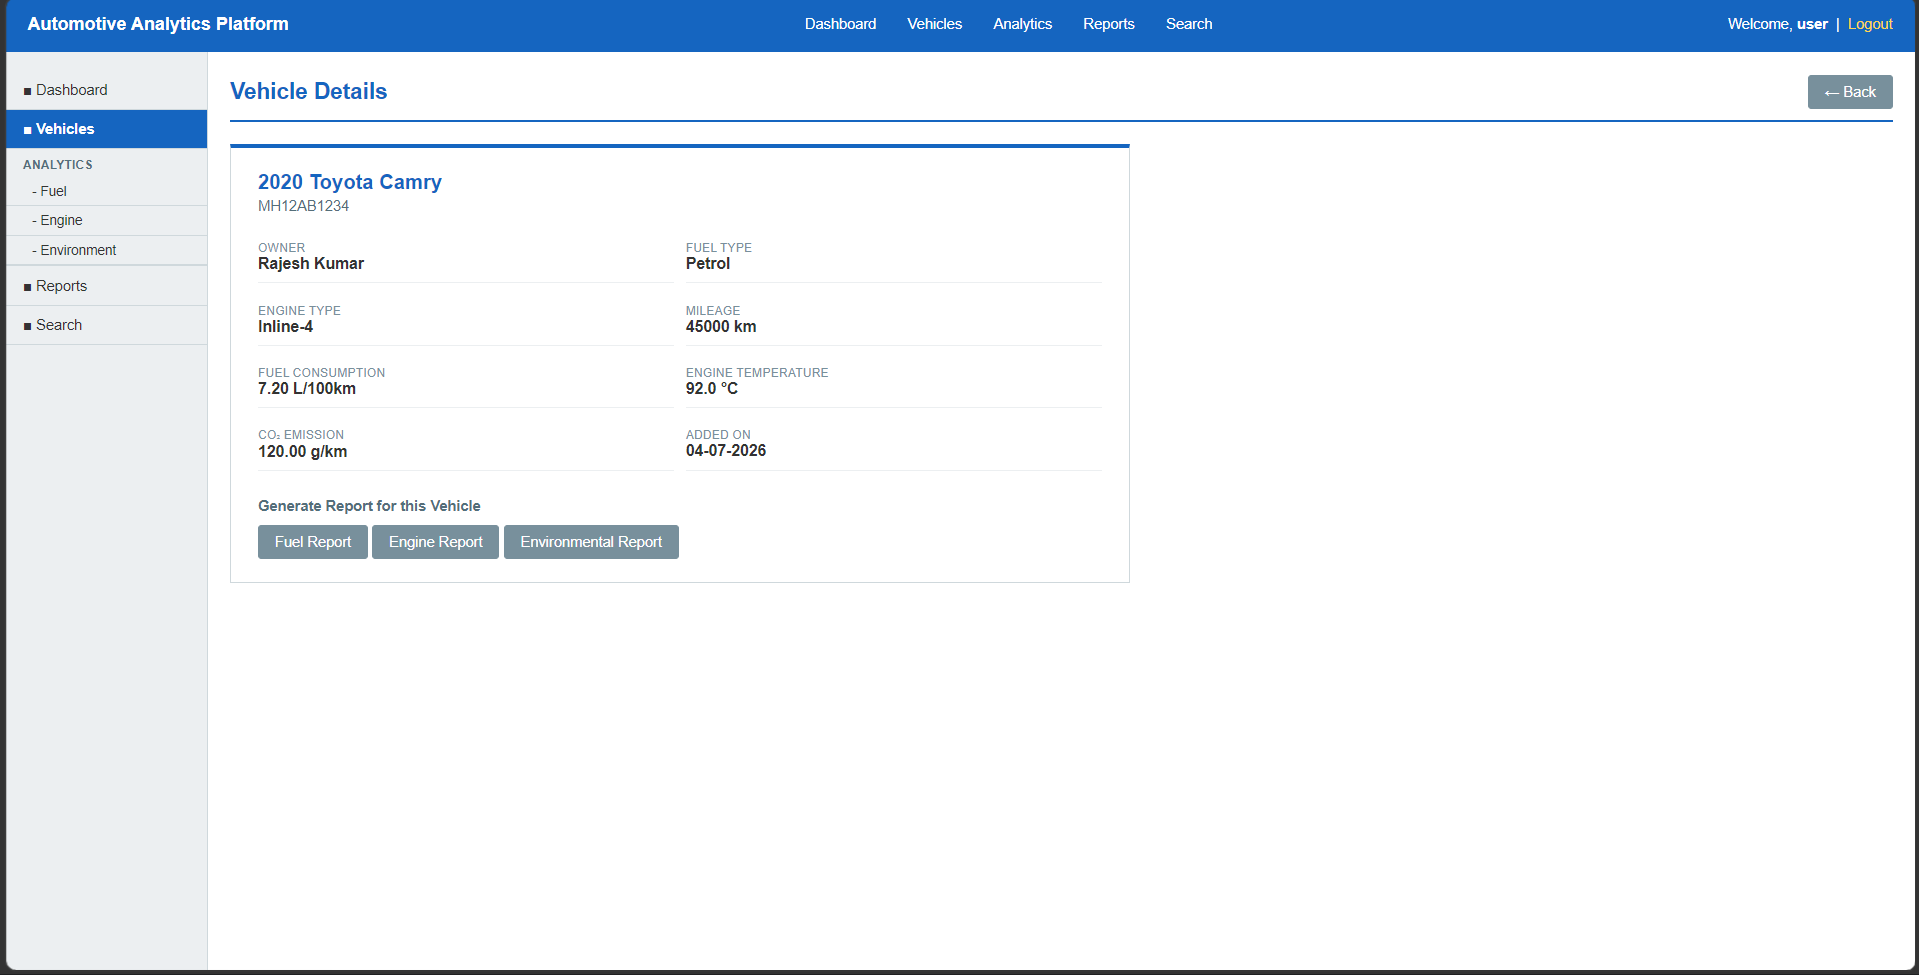 Automotive Analytics Platform
Dashboard Vehicles Analytics Reports Search
Welcome, user | Logout
■ Dashboard
■ Vehicles
ANALYTICS
- Fuel
- Engine
- Environment
■ Reports
■ Search
Vehicle Details
← Back
2020 Toyota Camry
MH12AB1234
OWNER
Rajesh Kumar
FUEL TYPE
Petrol
ENGINE TYPE
Inline-4
MILEAGE
45000 km
FUEL CONSUMPTION
7.20 L/100km
ENGINE TEMPERATURE
92.0 °C
CO₂ EMISSION
120.00 g/km
ADDED ON
04-07-2026
Generate Report for this Vehicle
Fuel Report Engine Report Environmental Report